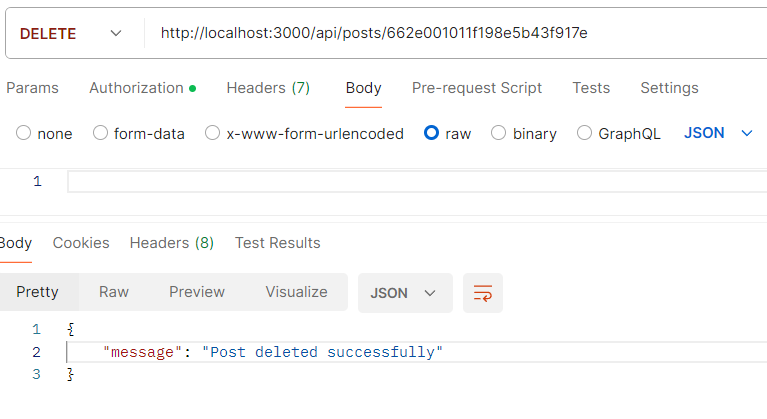 DELETE http://localhost:3000/api/posts/662e001011f198e5b43f917e
Params Authorization Headers (7) Body Pre-request Script Tests Settings
none form-data x-www-form-urlencoded raw binary GraphQL JSON
1
Body Cookies Headers (8) Test Results
Pretty Raw Preview Visualize JSON
1 {
2 "message": "Post deleted successfully"
3 }